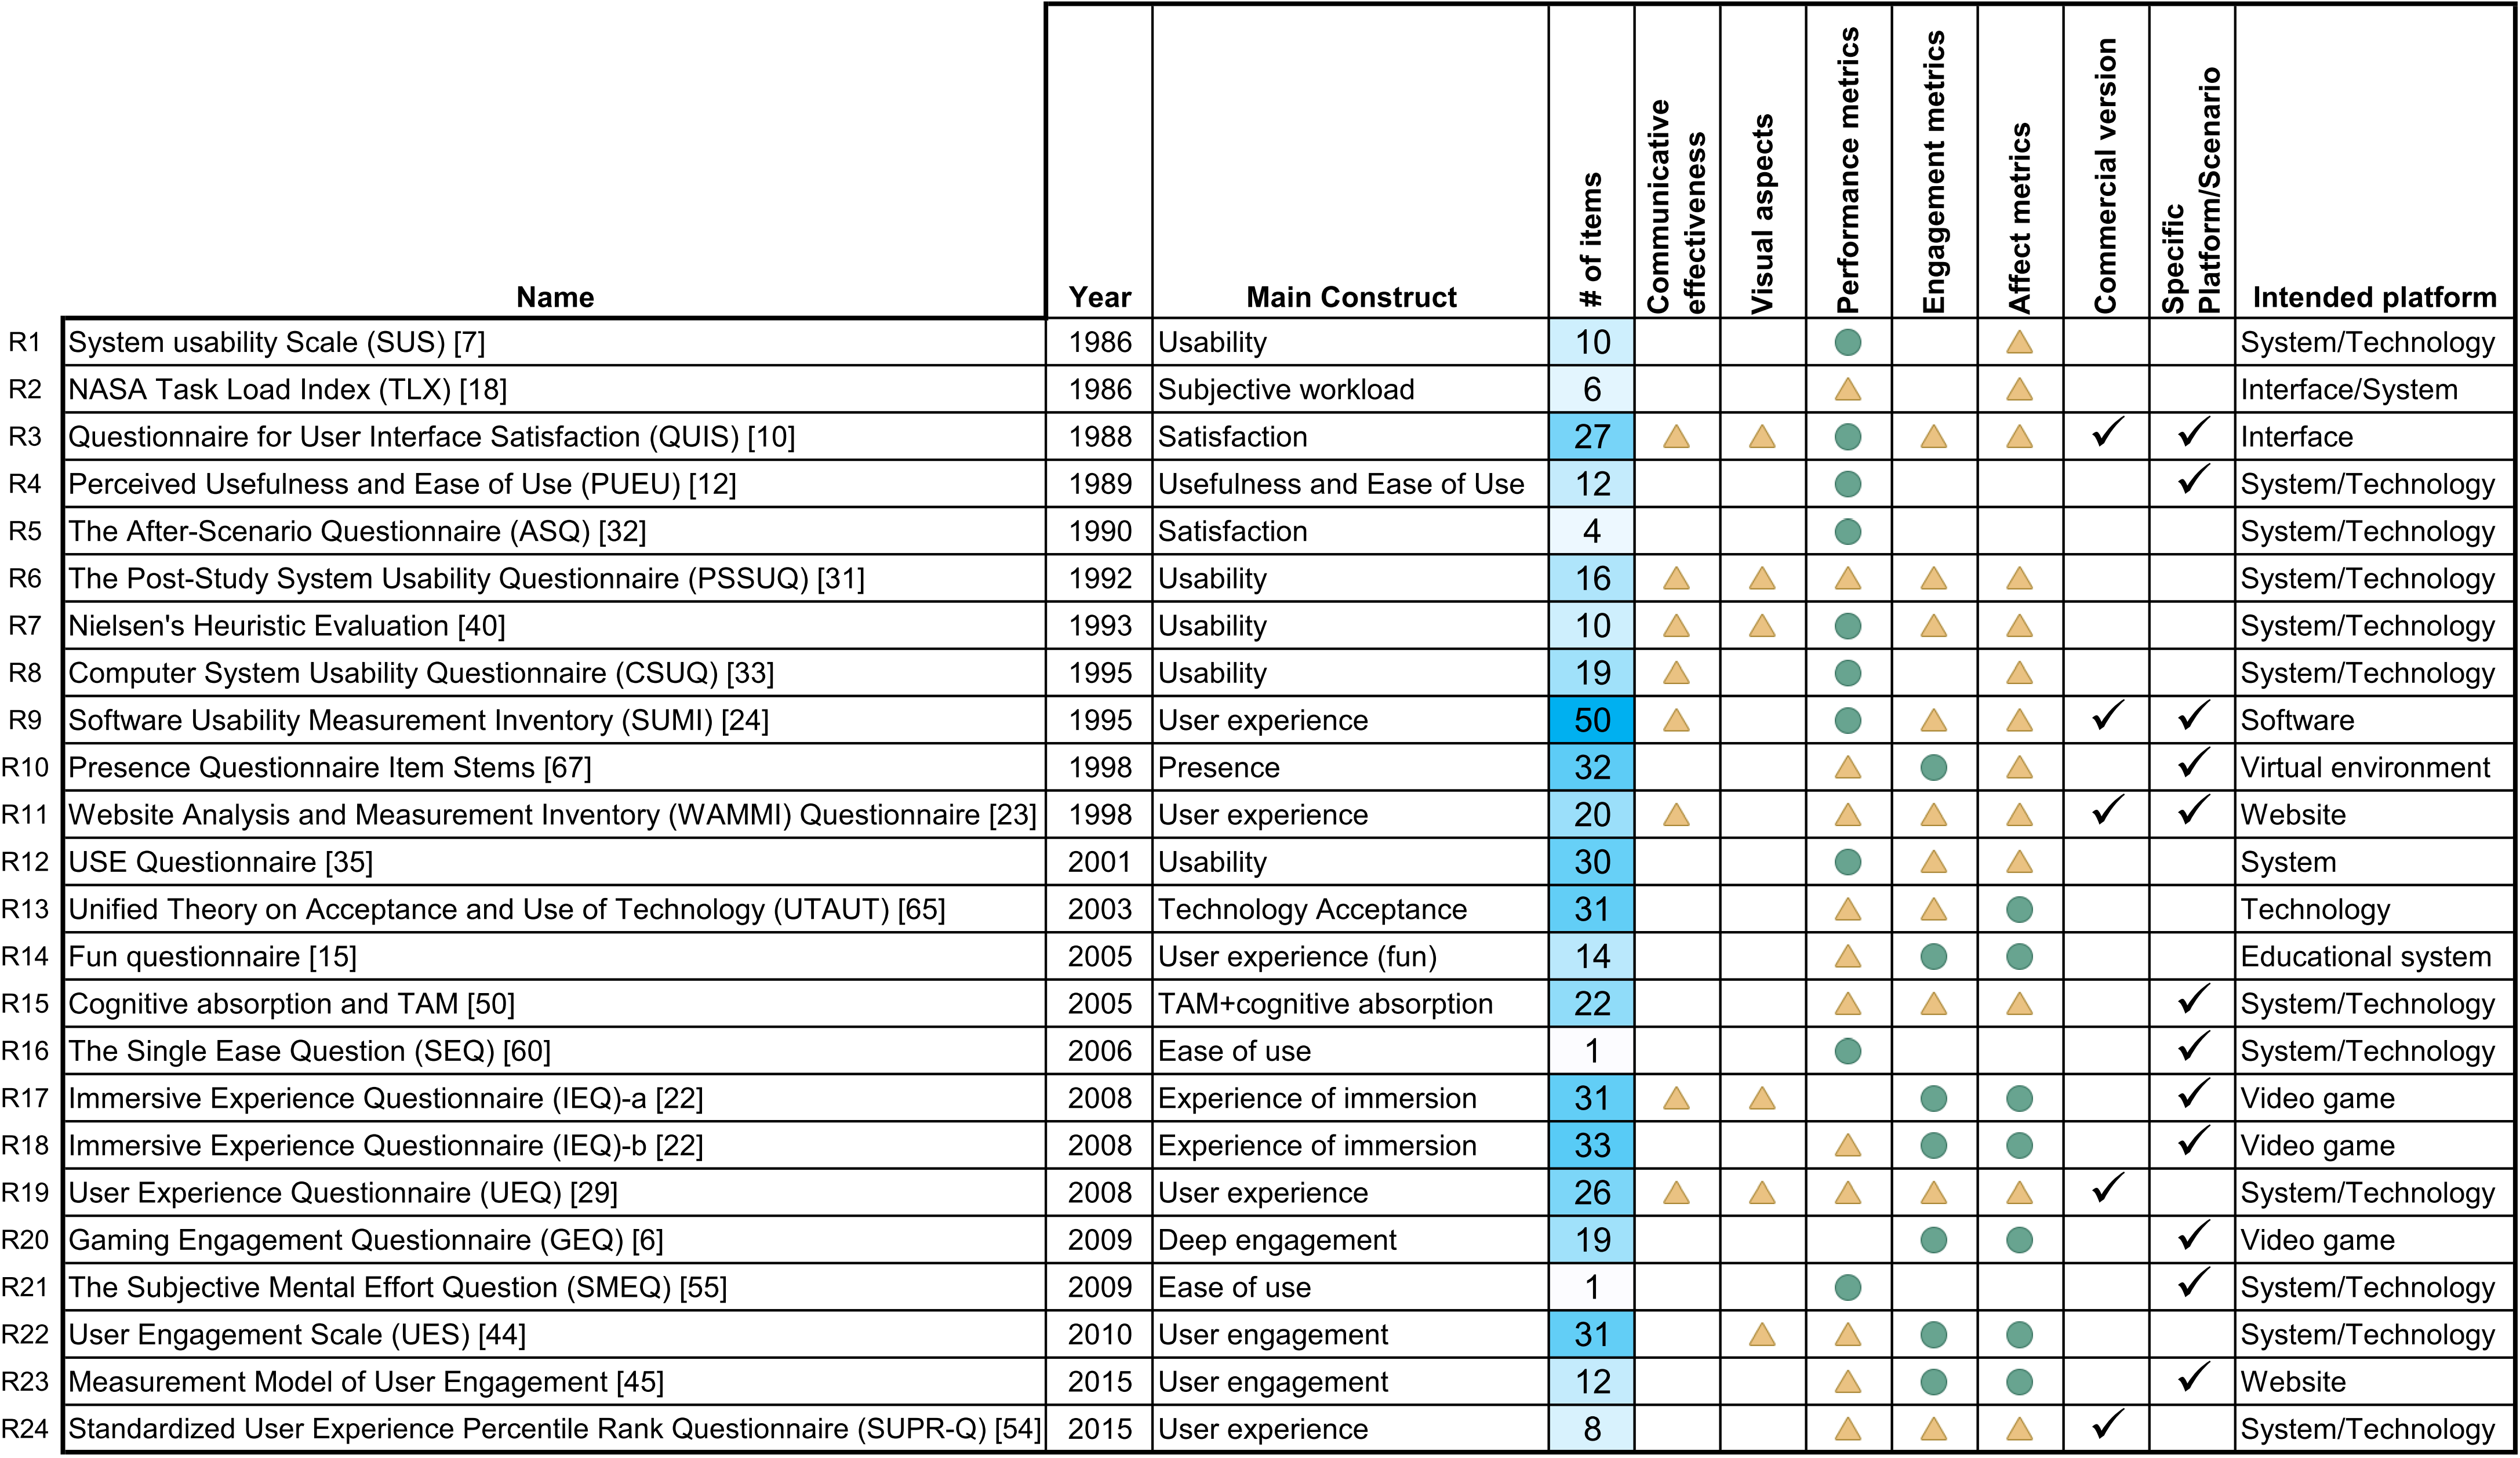 Name Year Main Construct # of items Communicative effectiveness Visual aspects Performance metrics Engagement metrics Affect metrics Commercial version Specific Platform/Scenario Intended platform
R1 System usability Scale (SUS) [7] 1986 Usability 10 System/Technology
R2 NASA Task Load Index (TLX) [18] 1986 Subjective workload 6 Interface/System
R3 Questionnaire for User Interface Satisfaction (QUIS) [10] 1988 Satisfaction 27 ✓ ✓ Interface
R4 Perceived Usefulness and Ease of Use (PUEU) [12] 1989 Usefulness and Ease of Use 12 ✓ System/Technology
R5 The After-Scenario Questionnaire (ASQ) [32] 1990 Satisfaction 4 System/Technology
R6 The Post-Study System Usability Questionnaire (PSSUQ) [31] 1992 Usability 16 System/Technology
R7 Nielsen's Heuristic Evaluation [40] 1993 Usability 10 System/Technology
R8 Computer System Usability Questionnaire (CSUQ) [33] 1995 Usability 19 System/Technology
R9 Software Usability Measurement Inventory (SUMI) [24] 1995 User experience 50 ✓ ✓ Software
R10 Presence Questionnaire Item Stems [67] 1998 Presence 32 ✓ Virtual environment
R11 Website Analysis and Measurement Inventory (WAMMI) Questionnaire [23] 1998 User experience 20 ✓ ✓ Website
R12 USE Questionnaire [35] 2001 Usability 30 System
R13 Unified Theory on Acceptance and Use of Technology (UTAUT) [65] 2003 Technology Acceptance 31 Technology
R14 Fun questionnaire [15] 2005 User experience (fun) 14 Educational system
R15 Cognitive absorption and TAM [50] 2005 TAM+cognitive absorption 22 ✓ System/Technology
R16 The Single Ease Question (SEQ) [60] 2006 Ease of use 1 ✓ System/Technology
R17 Immersive Experience Questionnaire (IEQ)-a [22] 2008 Experience of immersion 31 ✓ Video game
R18 Immersive Experience Questionnaire (IEQ)-b [22] 2008 Experience of immersion 33 ✓ Video game
R19 User Experience Questionnaire (UEQ) [29] 2008 User experience 26 ✓ System/Technology
R20 Gaming Engagement Questionnaire (GEQ) [6] 2009 Deep engagement 19 ✓ Video game
R21 The Subjective Mental Effort Question (SMEQ) [55] 2009 Ease of use 1 ✓ System/Technology
R22 User Engagement Scale (UES) [44] 2010 User engagement 31 System/Technology
R23 Measurement Model of User Engagement [45] 2015 User engagement 12 ✓ Website
R24 Standardized User Experience Percentile Rank Questionnaire (SUPR-Q) [54] 2015 User experience 8 ✓ System/Technology